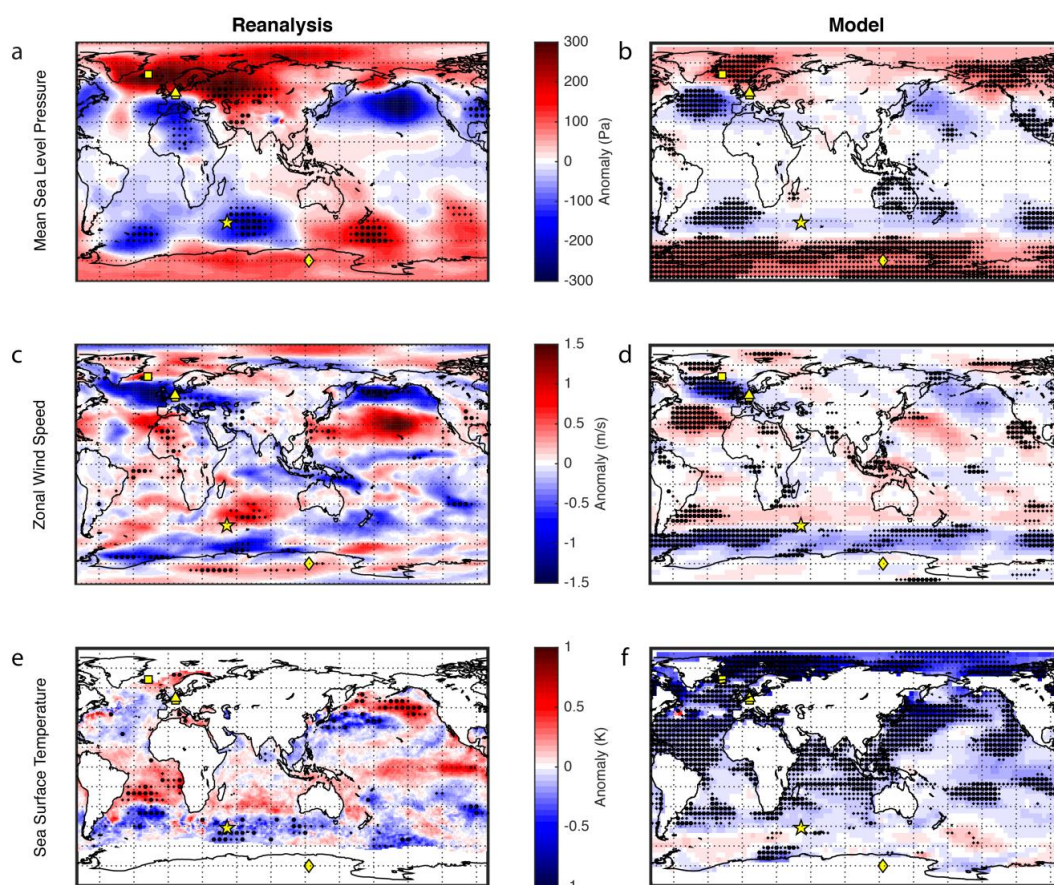 Reanalysis
Model
a
b
Mean Sea Level Pressure
300
200
100
0
-100
-200
-300
Anomaly (Pa)
c
d
Zonal Wind Speed
1.5
1
0.5
0
-0.5
-1
-1.5
Anomaly (m/s)
e
f
Sea Surface Temperature
1
0.5
0
-0.5
-1
Anomaly (K)